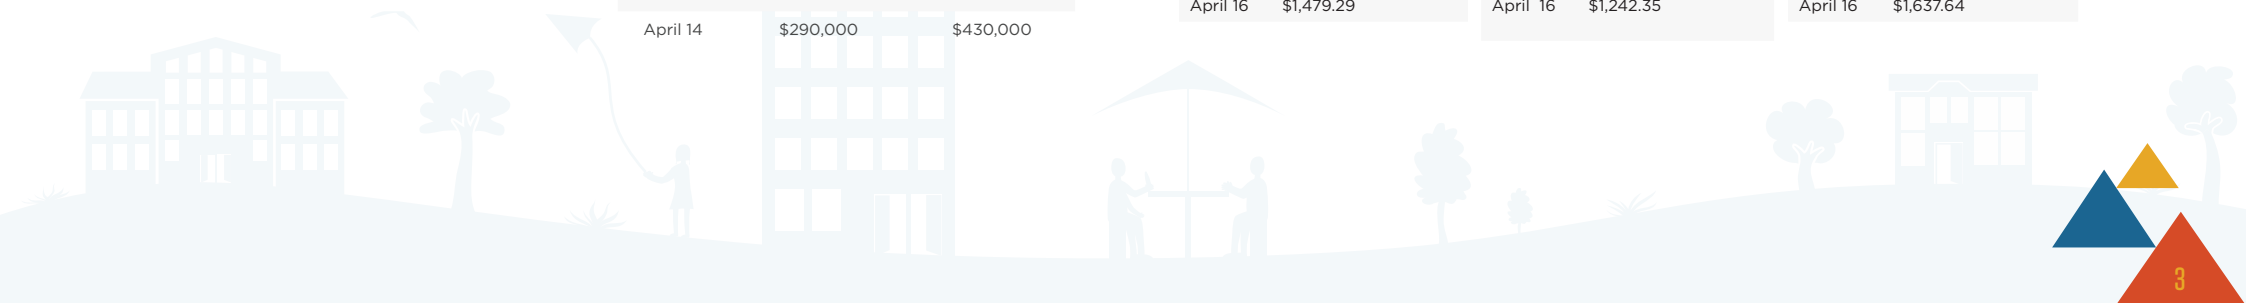 April 16 $1,479.29 April 16 $1,242.35 April 16 $1,637.64
April 14 $290,000 $430,000
3